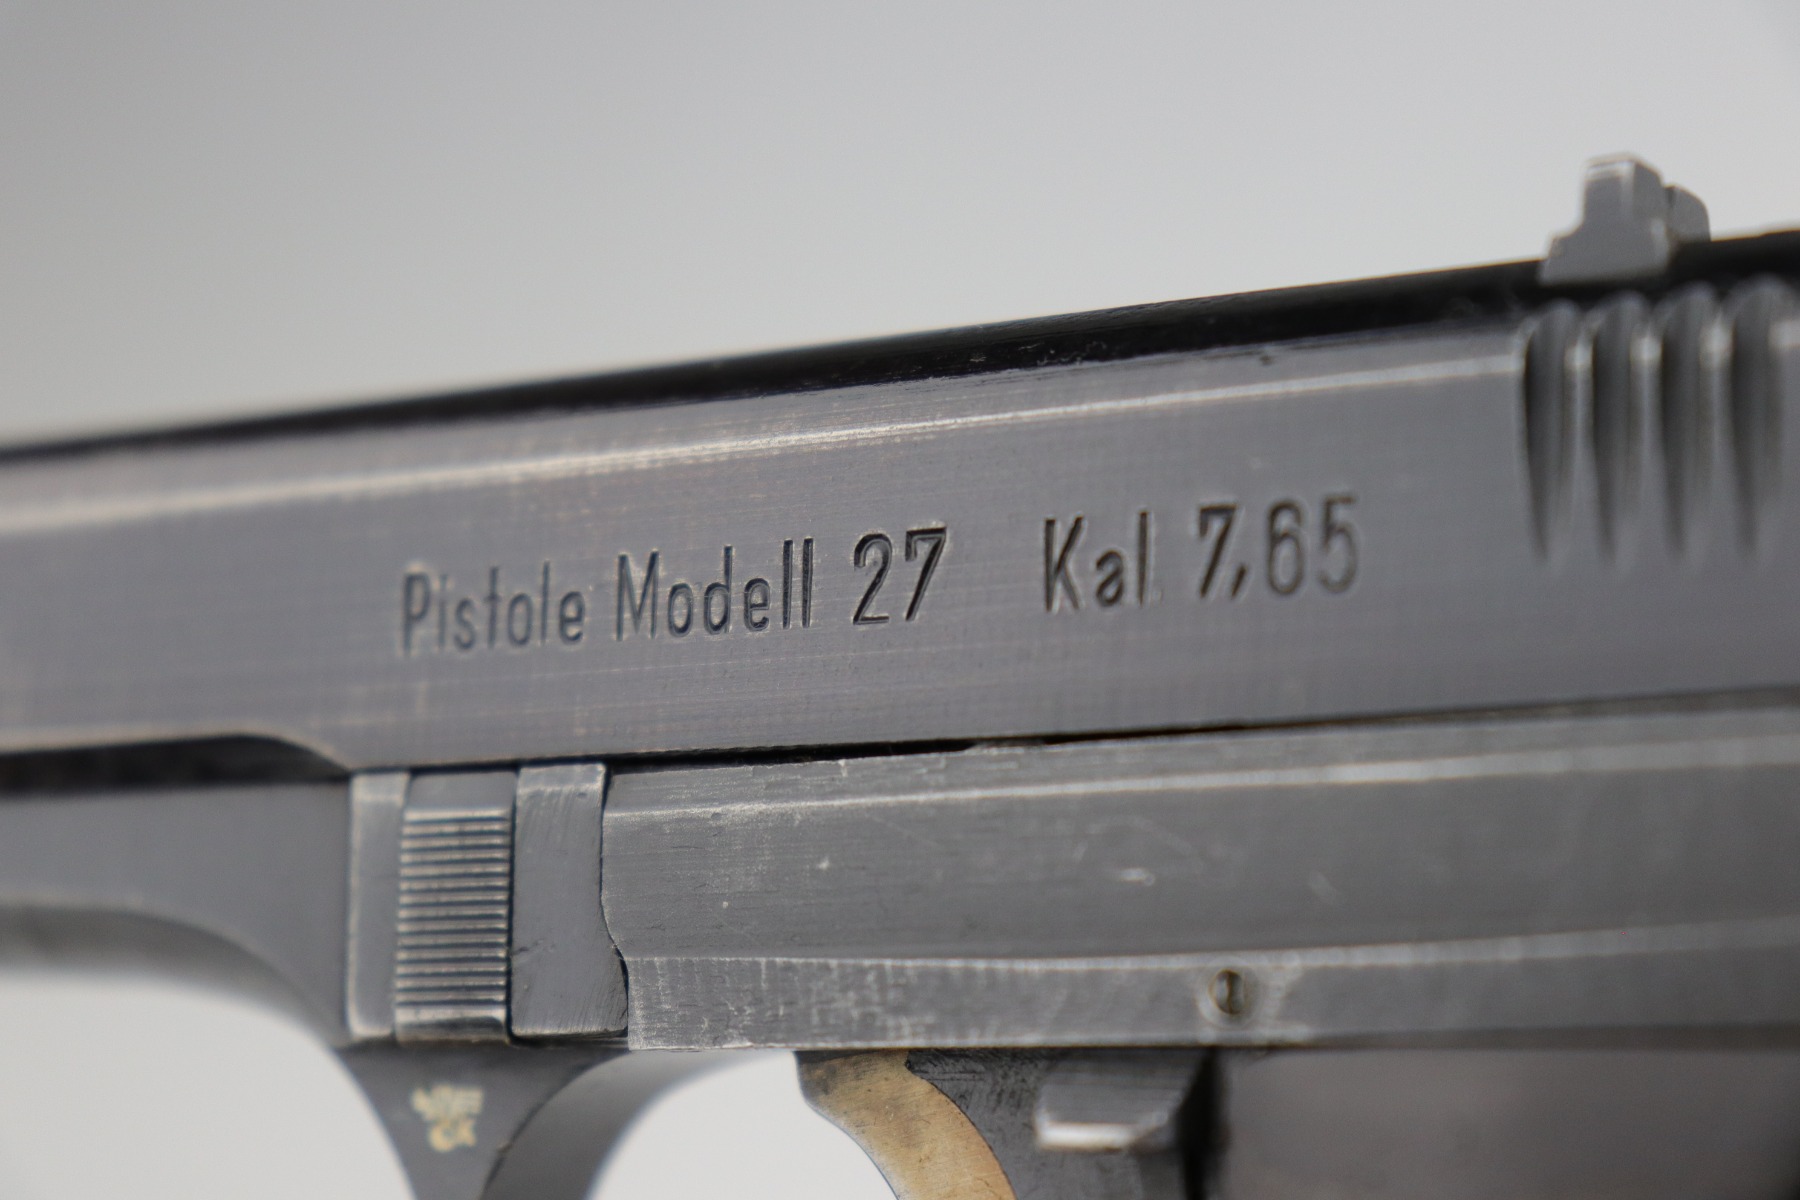 Pistole Modell 27 Kal 7,65